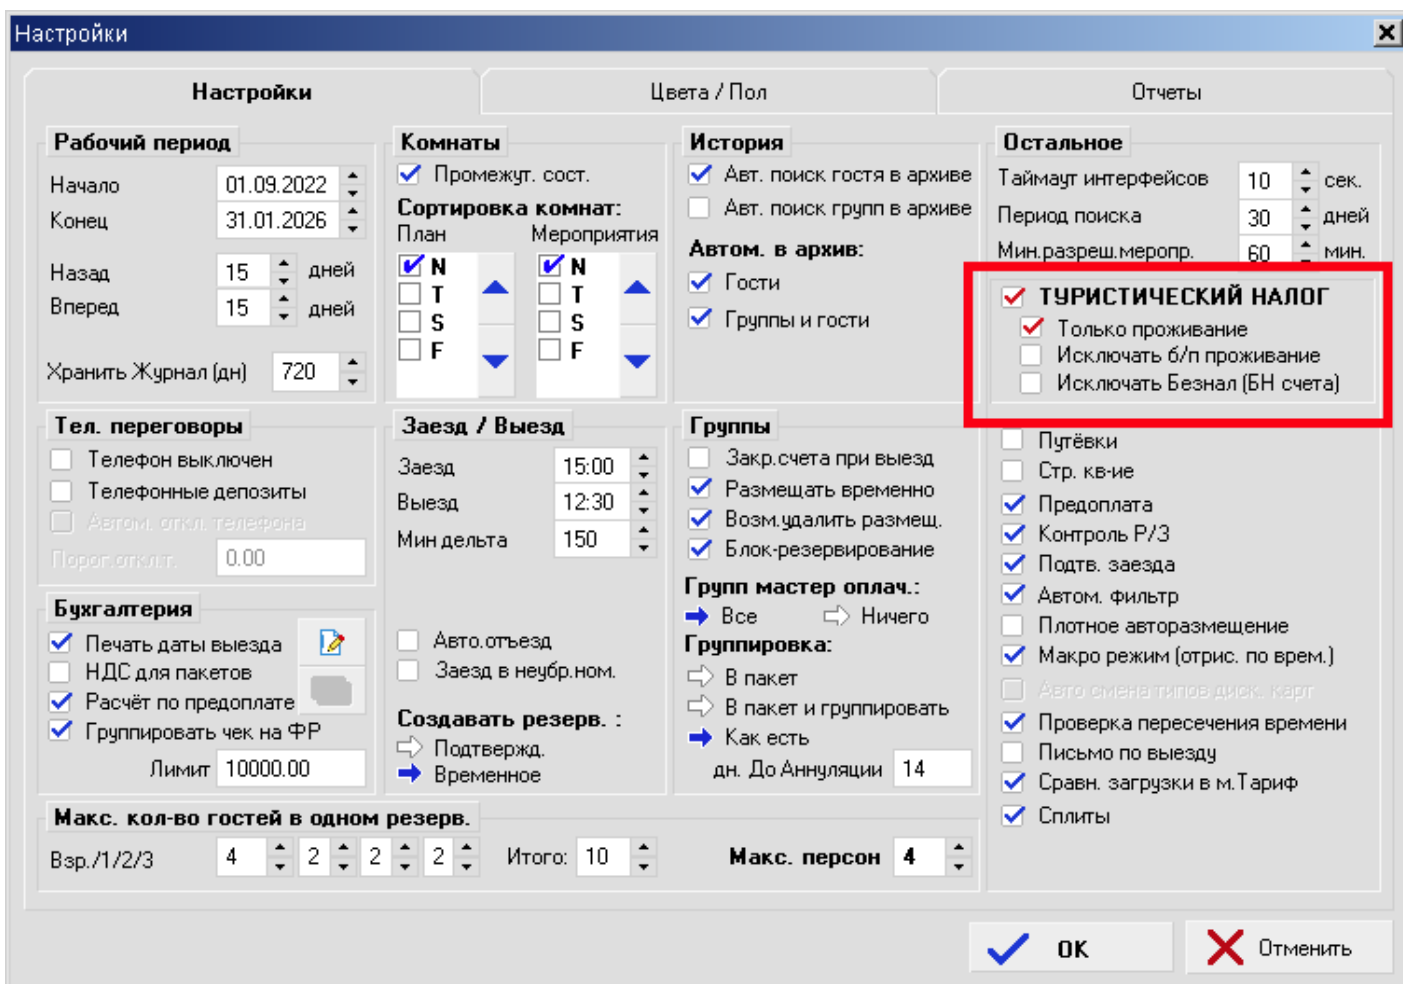 Настройки
Настройки
Цвета / Пол
Отчеты
Рабочий период
Начало 01.09.2022
Конец 31.01.2026
Назад 15 дней
Вперед 15 дней
Хранить Журнал (дн) 720
Комнаты
Промежут. сост.
Сортировка комнат:
План Мероприятия
N N
T T
S S
F F
История
Авт. поиск гостя в архиве
Авт. поиск групп в архиве
Автом. в архив:
Гости
Группы и гости
Остальное
Таймаут интерфейсов 10 сек.
Период поиска 30 дней
Мин.разреш.меропр. 60 мин.
ТУРИСТИЧЕСКИЙ НАЛОГ
Только проживание
Исключать б/п проживание
Исключать Безнал (БН счета)
Путёвки
Стр. кв-ие
Предоплата
Контроль Р/З
Подтв. заезда
Автом. фильтр
Плотное авторазмещение
Макро режим (отрис. по врем.)
Авто смена типов диск. карт
Проверка пересечения времени
Письмо по выезду
Сравн. загрузки в м.Тариф
Сплиты
Тел. переговоры
Телефон выключен
Телефонные депозиты
Автом. откл. телефона
Порог.откл.т. 0.00
Заезд / Выезд
Заезд 15:00
Выезд 12:30
Мин дельта 150
Авто.отъезд
Заезд в неубр.ном.
Создавать резерв. :
Подтвержд.
Временное
Группы
Закр.счета при выезд
Размещать временно
Возм.удалить размещ.
Блок-резервирование
Групп мастер оплач.:
Все Ничего
Группировка:
В пакет
В пакет и группировать
Как есть
дн. До Аннуляции 14
Бухгалтерия
Печать даты выезда
НДС для пакетов
Расчёт по предоплате
Группировать чек на ФР
Лимит 10000.00
Макс. кол-во гостей в одном резерв.
Взр./1/2/3 4 2 2 2 Итого: 10 Макс. персон 4
OK
Отменить